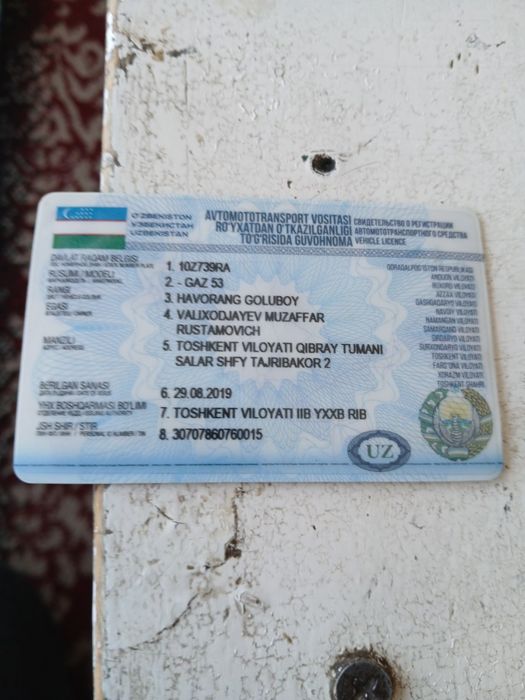 O'ZBEKISTON
ЎЗБЕКИСТАН
UZBEKISTAN
AVTOMOTOTRANSPORT VOSITASI
RO'YXATDAN O'TKAZILGANLIGI
TO'G'RISIDA GUVOHNOMA
СВИДЕТЕЛЬСТВО О РЕГИСТРАЦИИ
АВТОМОТОТРАНСПОРТНОГО СРЕДСТВА
VEHICLE LICENCE
DAVLAT RAQAM BELGISI
1. 10Z739RA
RUSUMI / MODELI
2. - GAZ 53
RANGI
3. HAVORANG GOLUBOY
EGASI
4. VALIXODJAYEV MUZAFFAR
RUSTAMOVICH
MANZILI
5. TOSHKENT VILOYATI QIBRAY TUMANI
SALAR SHFY TAJRIBAKOR 2
BERILGAN SANASI
6. 29.08.2019
YHX BOSHQARMASI BO'LIMI
7. TOSHKENT VILOYATI IIB YXXB RIB
JSH SHIR / STIR
8. 30707860760015
QORAQALPOG'ISTON RESPUBLIKASI
ANDIJON VILOYATI
BUXORO VILOYATI
JIZZAX VILOYATI
QASHQADARYO VILOYATI
NAVOIY VILOYATI
NAMANGAN VILOYATI
SAMARQAND VILOYATI
SIRDARYO VILOYATI
SURXONDARYO VILOYATI
TOSHKENT VILOYATI
FARG'ONA VILOYATI
XORAZM VILOYATI
TOSHKENT SHAHRI
UZ